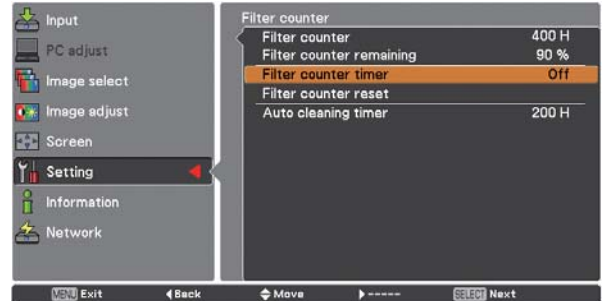 Input
PC adjust
Image select
Image adjust
Screen
Setting
Information
Network
Filter counter
Filter counter 400 H
Filter counter remaining 90 %
Filter counter timer Off
Filter counter reset
Auto cleaning timer 200 H
MENU Exit Back Move ----- SELECT Next